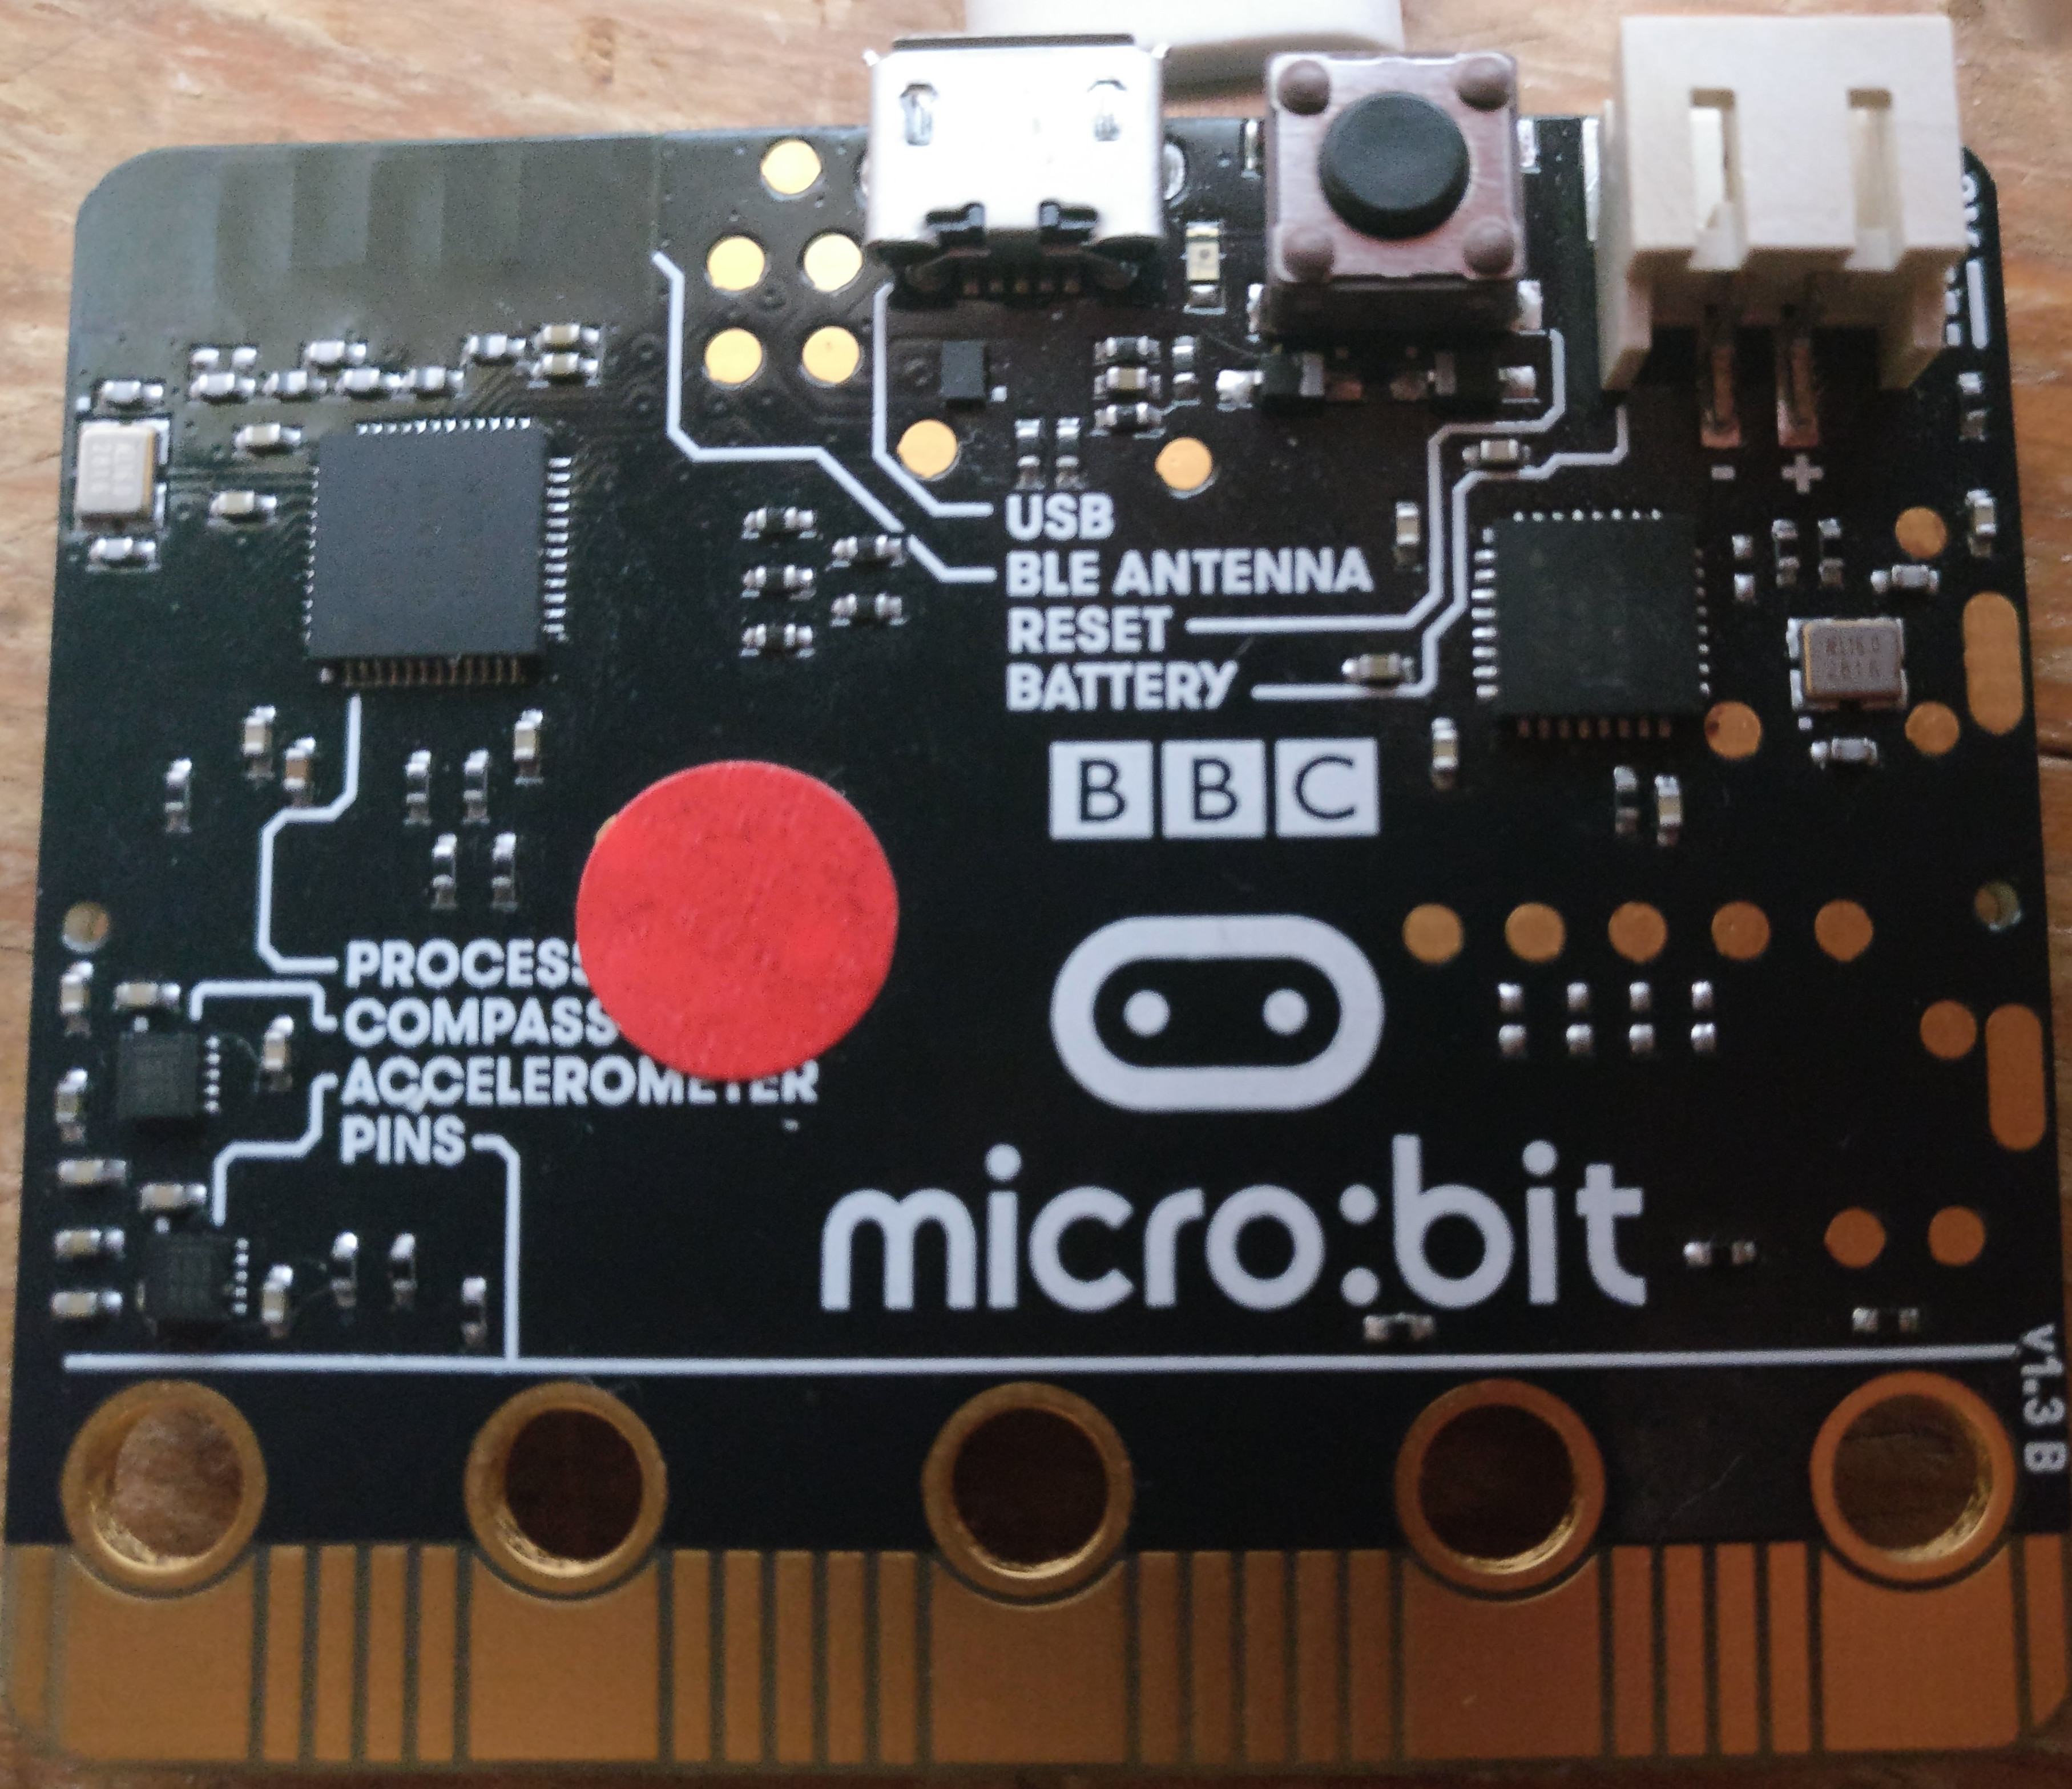 - +
USB
BLE ANTENNA
RESET
BATTERY
BBC
PROCESS
COMPASS
ACCELEROMETER
PINS
micro:bit
V1.3 B